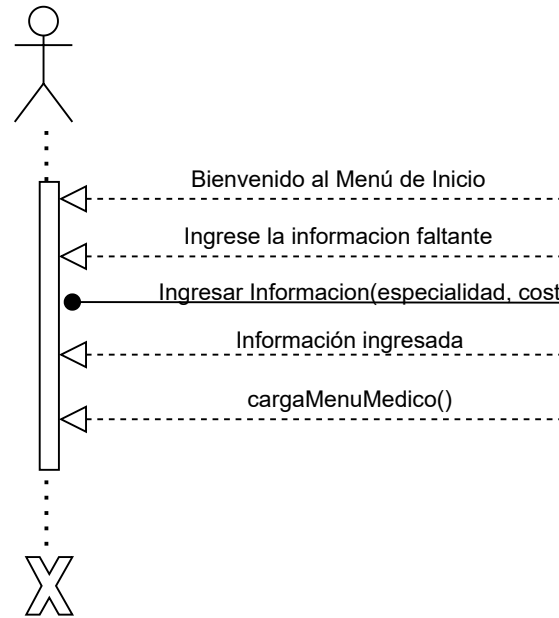 Bienvenido al Menú de Inicio
Ingrese la informacion faltante
Ingresar Informacion(especialidad, cost
Información ingresada
cargaMenuMedico()